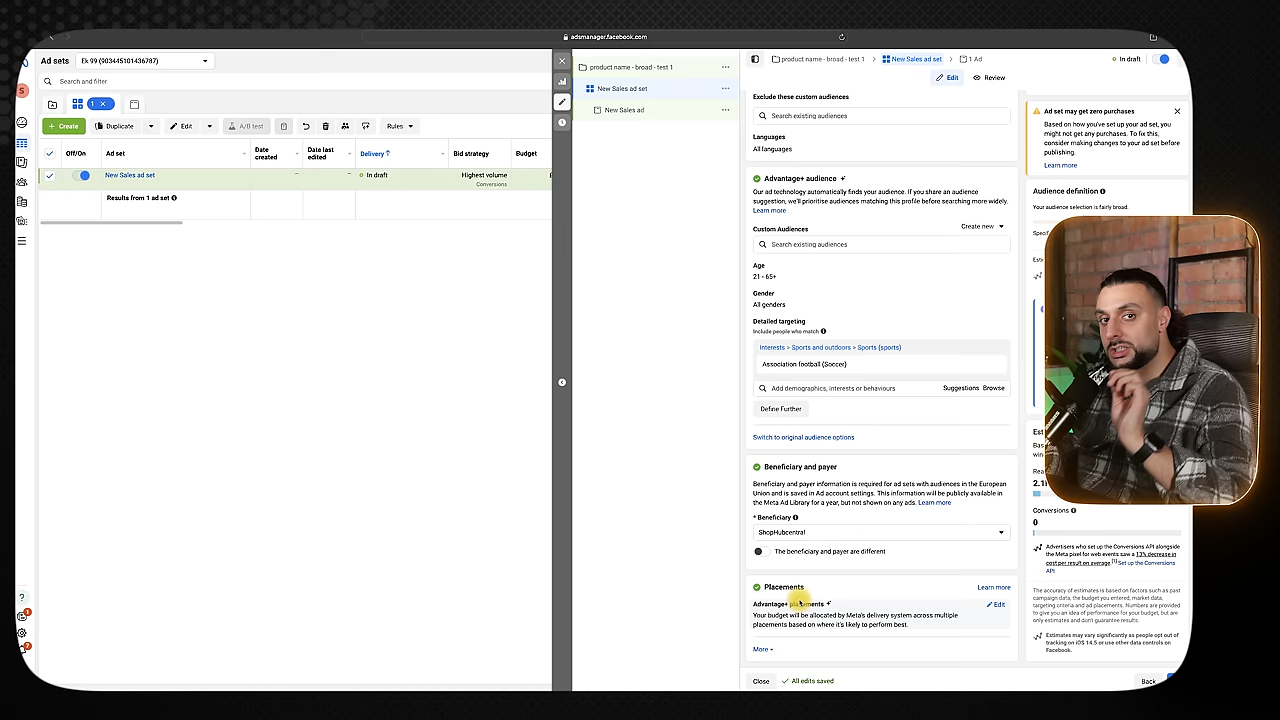 adsmanager.facebook.com
Ad sets
Ek 99 (903445101436787)
Search and filter
1
Create
Duplicate
Edit
A/B test
Rules
Off/On
Ad set
Date created
Date last edited
Delivery ↑
Bid strategy
Budget
New Sales ad set
–
–
In draft
Highest volume
Conversions
Results from 1 ad set
product name - broad - test 1
New Sales ad set
New Sales ad
product name - broad - test 1 > New Sales ad set > 1 Ad
In draft
Edit
Review
Exclude these custom audiences
Search existing audiences
Languages
All languages
Advantage+ audience
Our ad technology automatically finds your audience. If you share an audience
suggestion, we'll prioritise audiences matching this profile before searching more widely.
Learn more
Custom Audiences
Create new
Search existing audiences
Age
21 - 65+
Gender
All genders
Detailed targeting
Include people who match
Interests > Sports and outdoors > Sports (sports)
Association football (Soccer)
Add demographics, interests or behaviours
Suggestions
Browse
Define Further
Switch to original audience options
Beneficiary and payer
Beneficiary and payer information is required for ad sets with audiences in the European
Union and is saved in Ad account settings. This information will be publicly available in
the Meta Ad Library for a year, but not shown on any ads. Learn more
* Beneficiary
ShopHubcentral
The beneficiary and payer are different
Placements
Learn more
Advantage+ placements
Edit
Your budget will be allocated by Meta's delivery system across multiple
placements based on where it's likely to perform best.
More
Close
All edits saved
Back
Ad set may get zero purchases
Based on how you've set up your ad set, you
might not get any purchases. To fix this,
consider making changes to your ad set before
publishing.
Learn more
Audience definition
Your audience selection is fairly broad.
Conversions
0
Advertisers who set up the Conversions API alongside
the Meta pixel for web events saw a 13% decrease in
cost per result on average.[1] Set up the Conversions
API
The accuracy of estimates is based on factors such as past
campaign data, the budget you entered, market data,
targeting criteria and ad placements. Numbers are provided
to give you an idea of performance for your budget, but are
only estimates and don't guarantee results.
Estimates may vary significantly as people opt out of
tracking on iOS 14.5 or use other data controls on
Facebook.